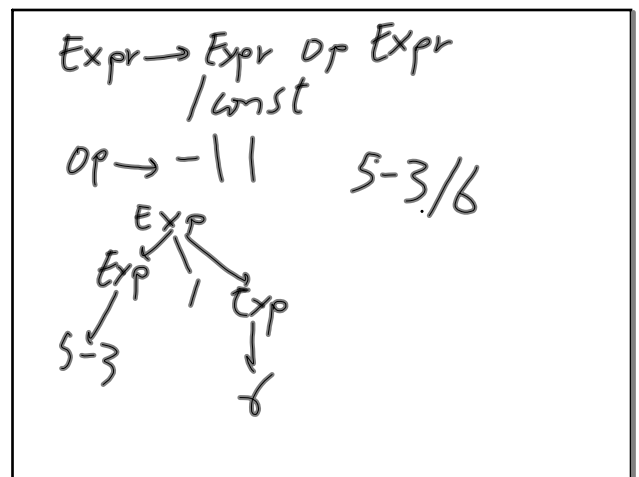 Expr → Expr Op Expr
/ const
Op → - | |
5-3/6
Exp
Exp / Exp
5-3
6